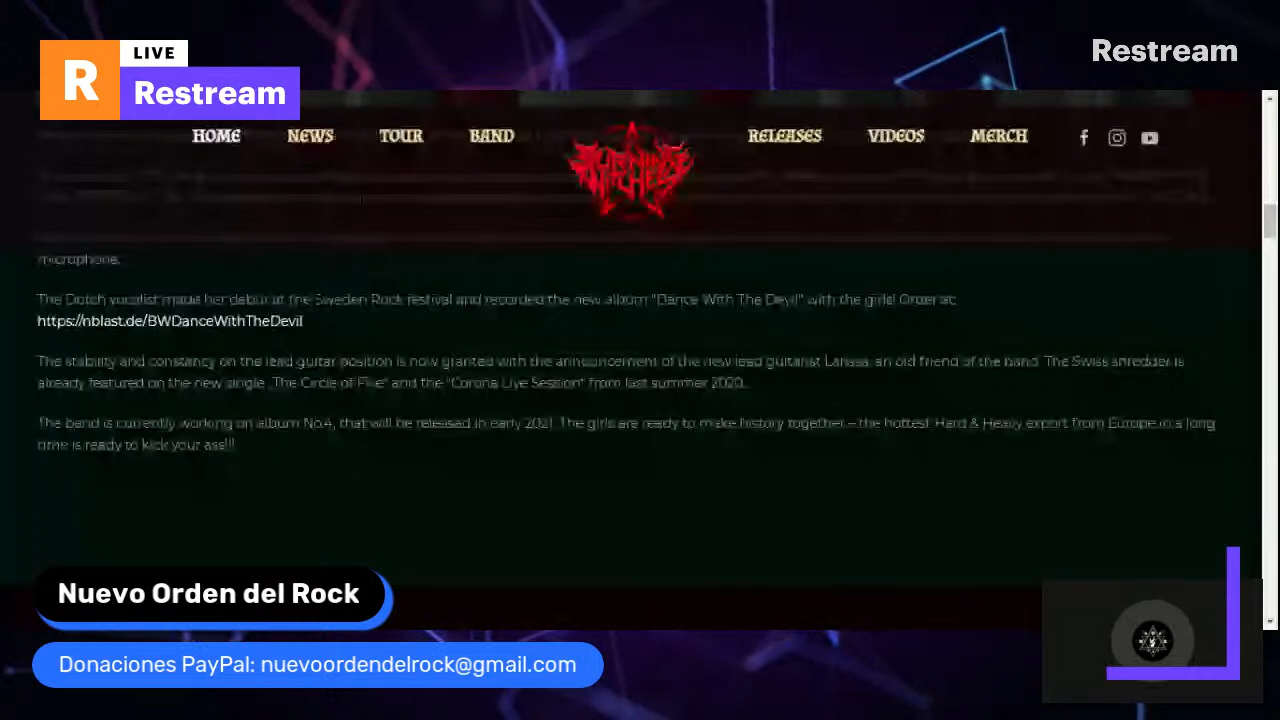 R
LIVE
Restream
Restream
HOME NEWS TOUR BAND BURNING WITCHES RELEASES VIDEOS MERCH
microphone.
The Dutch vocalist made her debut at the Sweden Rock festival and recorded the new album "Dance With The Devil" with the girls! Order at:
https://nblast.de/BWDanceWithTheDevil
The stability and constancy on the lead guitar position is now granted with the announcement of the new lead guitarist Larissa, an old friend of the band. The Swiss shredder is
already featured on the new single „The Circle of Five" and the "Corona Live Session" from last summer 2020.
The band is currently working on album No.4, that will be released in early 2021. The girls are ready to make history together – the hottest Hard & Heavy export from Europe in a long
time is ready to kick your ass!!!
Nuevo Orden del Rock
Donaciones PayPal: nuevoordendelrock@gmail.com